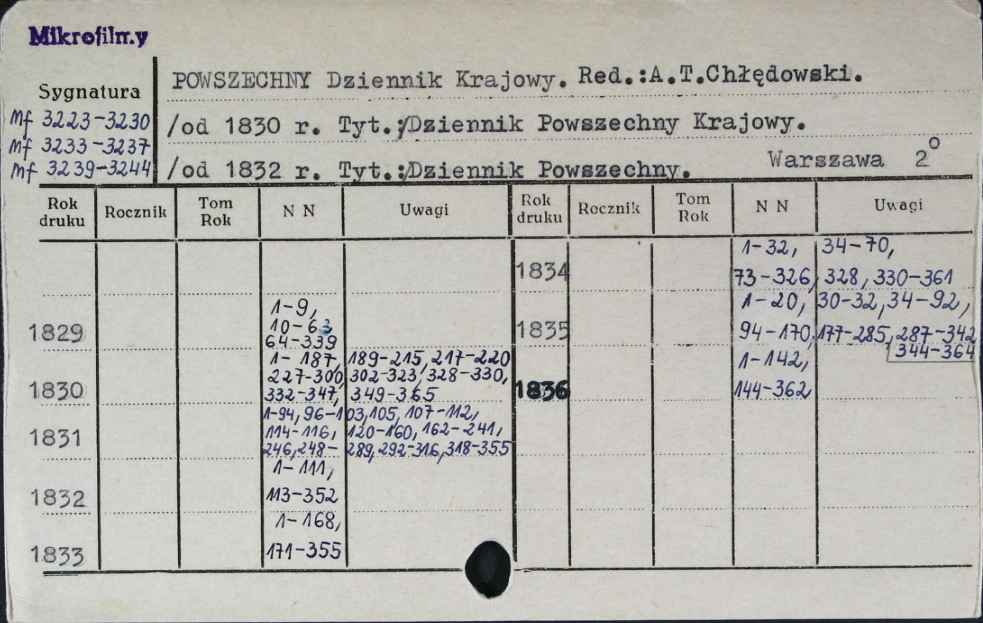 Mikrofilm.y
Sygnatura
Mf 3223-3230
Mf 3233-3237
Mf 3239-3244
POWSZECHNY Dziennik Krajowy. Red.:A.T.Chłędowski.
/od 1830 r. Tyt.:/Dziennik Powszechny Krajowy.
/od 1832 r. Tyt.:/Dziennik Powszechny. Warszawa 2°
Rok druku Rocznik Tom Rok N N Uwagi Rok druku Rocznik Tom Rok N N Uwagi
1829
1-9,
10-63
64-339
1830
1-187, 189-215, 217-220
227-300, 302-323, 328-330,
332-347, 349-365
1831
1-94, 96-103, 105, 107-112,
114-116, 120-160, 162-241,
246, 248-289, 292-316, 318-355
1832
1-111,
113-352
1833
1-168,
171-355
1834
1-32, 34-70,
73-326, 328, 330-361
1835
1-20, 30-32, 34-92,
94-170, 177-285, 287-342
344-364
1836
1-142,
144-362